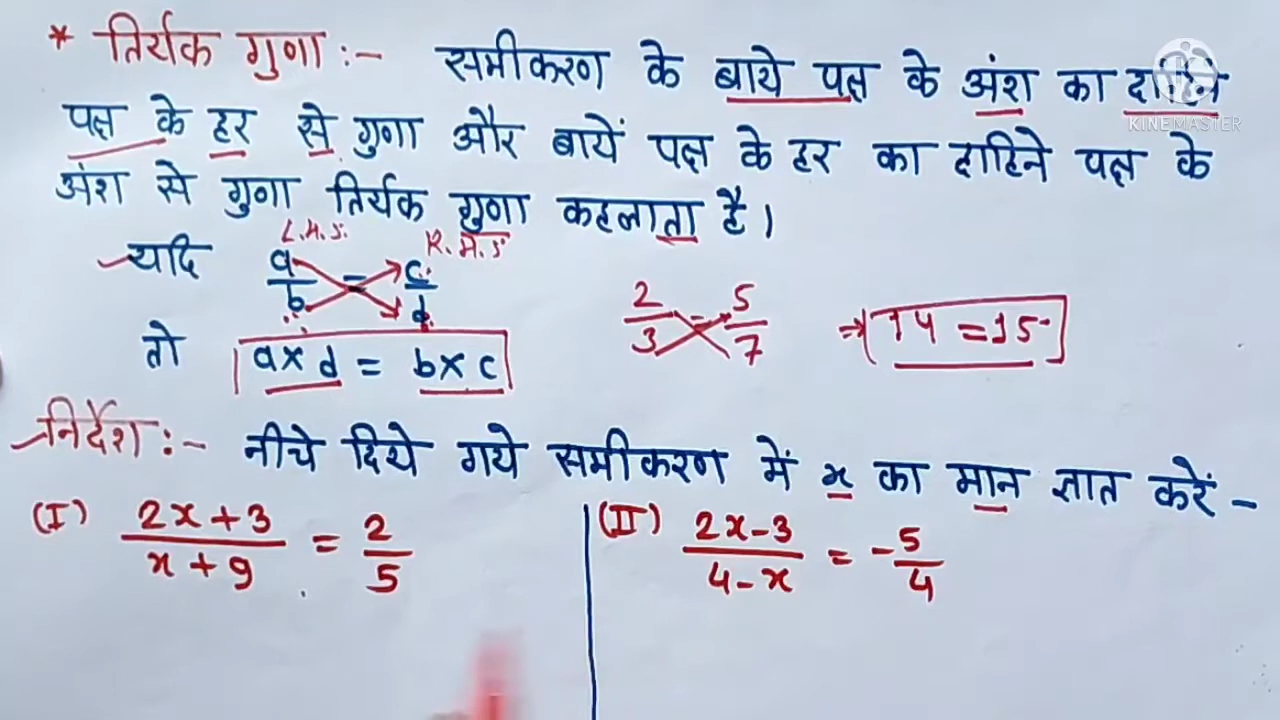 * तिर्यक गुणा :- समीकरण के बाये पक्ष के अंश का दाहिने
पक्ष के हर से गुणा और बायें पक्ष के हर का दाहिने पक्ष के
अंश से गुणा तिर्यक गुणा कहलाता है।
L.H.S. R.H.S
यदि a/b = c/d
2/3 = 5/7 ⇒ 14 = 15
तो a×d = b×c
निर्देश :- नीचे दिये गये समीकरण में x का मान ज्ञात करें -
(I) 2x+3/x+9 = 2/5 (II) 2x-3/4-x = -5/4
KINEMASTER